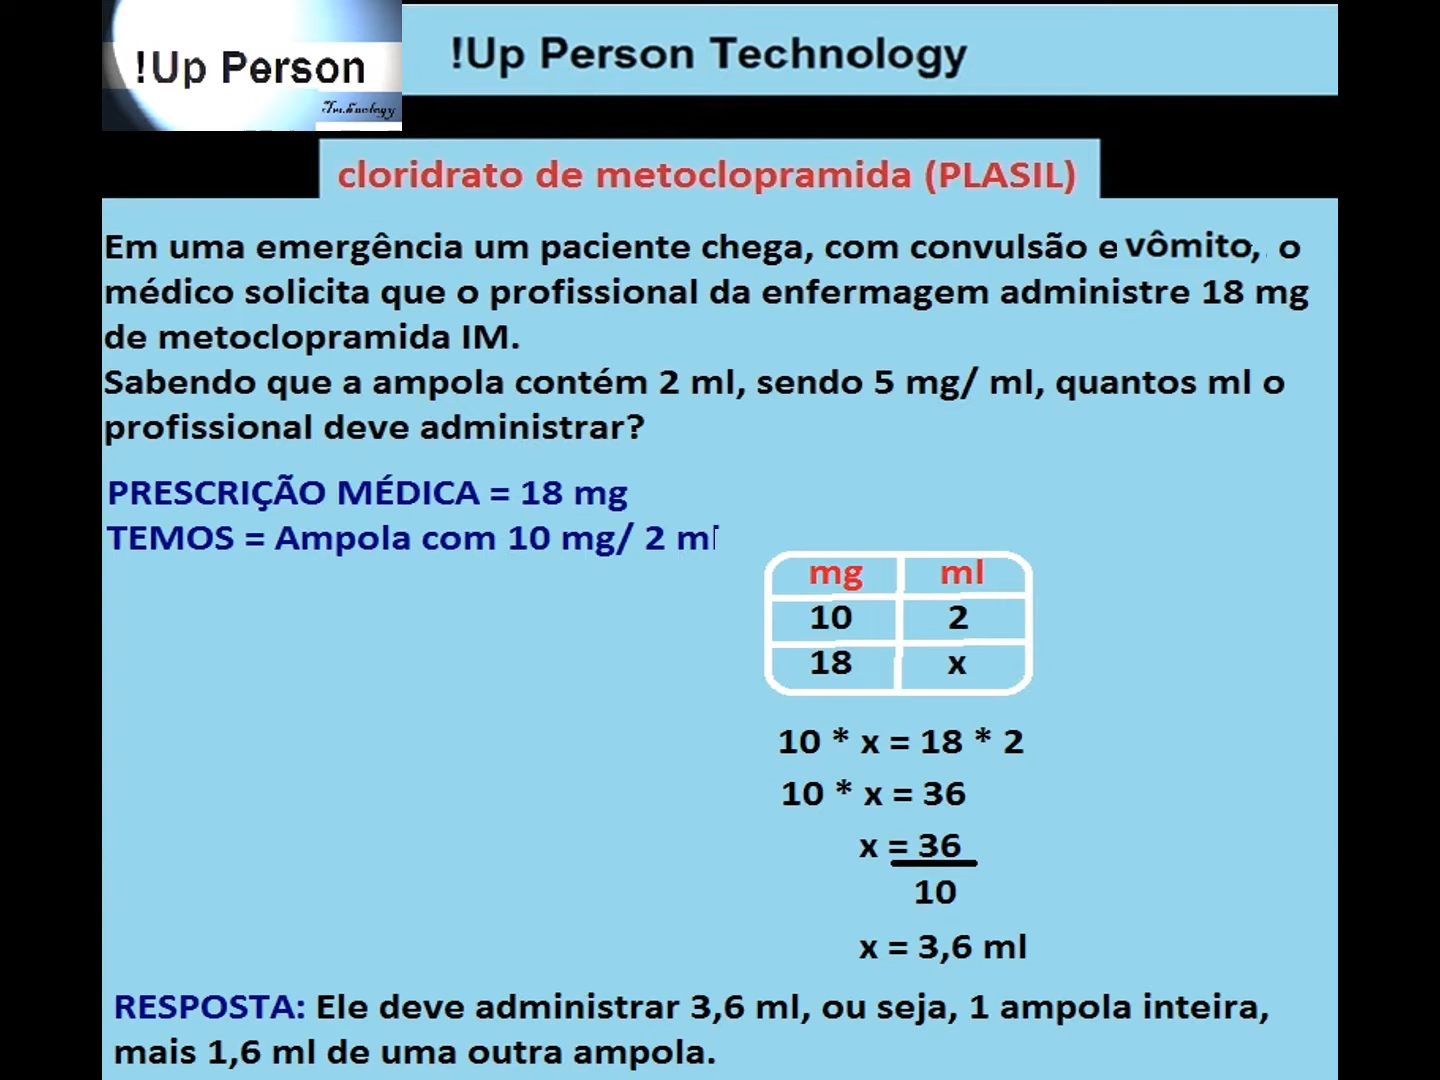 !Up Person
Technology
!Up Person Technology
cloridrato de metoclopramida (PLASIL)
Em uma emergência um paciente chega, com convulsão e vômito, o
médico solicita que o profissional da enfermagem administre 18 mg
de metoclopramida IM.
Sabendo que a ampola contém 2 ml, sendo 5 mg/ ml, quantos ml o
profissional deve administrar?
PRESCRIÇÃO MÉDICA = 18 mg
TEMOS = Ampola com 10 mg/ 2 ml
mg ml
10 2
18 x
10 * x = 18 * 2
10 * x = 36
x = 36
10
x = 3,6 ml
RESPOSTA: Ele deve administrar 3,6 ml, ou seja, 1 ampola inteira,
mais 1,6 ml de uma outra ampola.